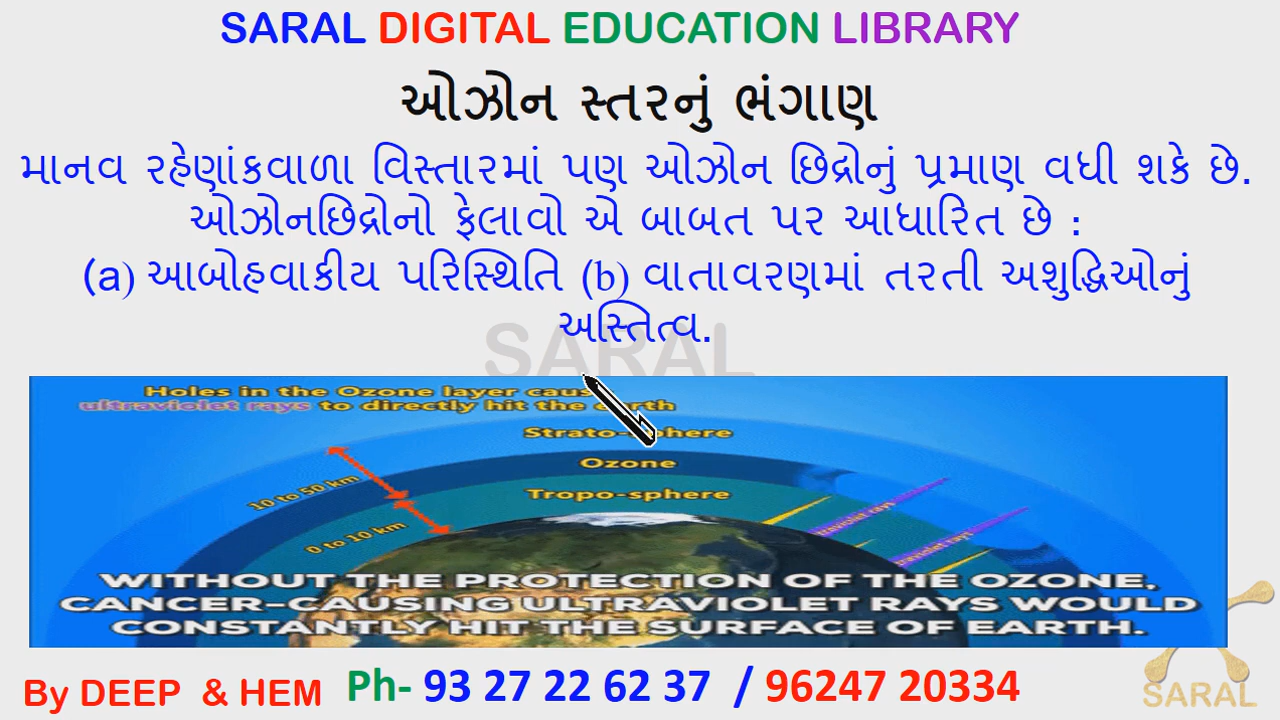 SARAL DIGITAL EDUCATION LIBRARY
ઓઝોન સ્તરનું ભંગાણ
માનવ રહેણાંકવાળા વિસ્તારમાં પણ ઓઝોન છિદ્રોનું પ્રમાણ વધી શકે છે.
ઓઝોનછિદ્રોનો ફેલાવો એ બાબત પર આધારિત છે :
(a) આબોહવાકીય પરિસ્થિતિ (b) વાતાવરણમાં તરતી અશુદ્ધિઓનું
અસ્તિત્વ.
SARAL
Holes in the Ozone layer
ultraviolet rays to directly hit the earth
Strato-sphere
Ozone
10 to 50 km
Tropo-sphere
0 to 10 km
rays
rays
WITHOUT THE PROTECTION OF THE OZONE,
CANCER-CAUSING ULTRAVIOLET RAYS WOULD
CONSTANTLY HIT THE SURFACE OF EARTH.
By DEEP & HEM Ph- 93 27 22 62 37 / 96247 20334
SARAL